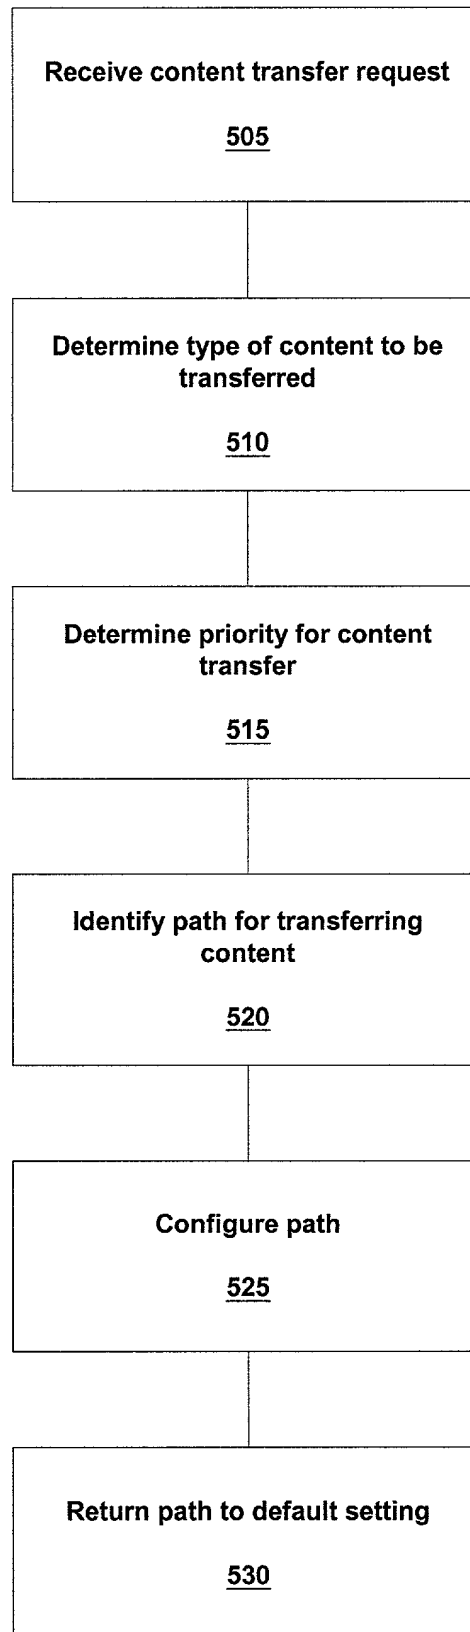 Receive content transfer request
505
Determine type of content to be
transferred
510
Determine priority for content
transfer
515
Identify path for transferring
content
520
Configure path
525
Return path to default setting
530